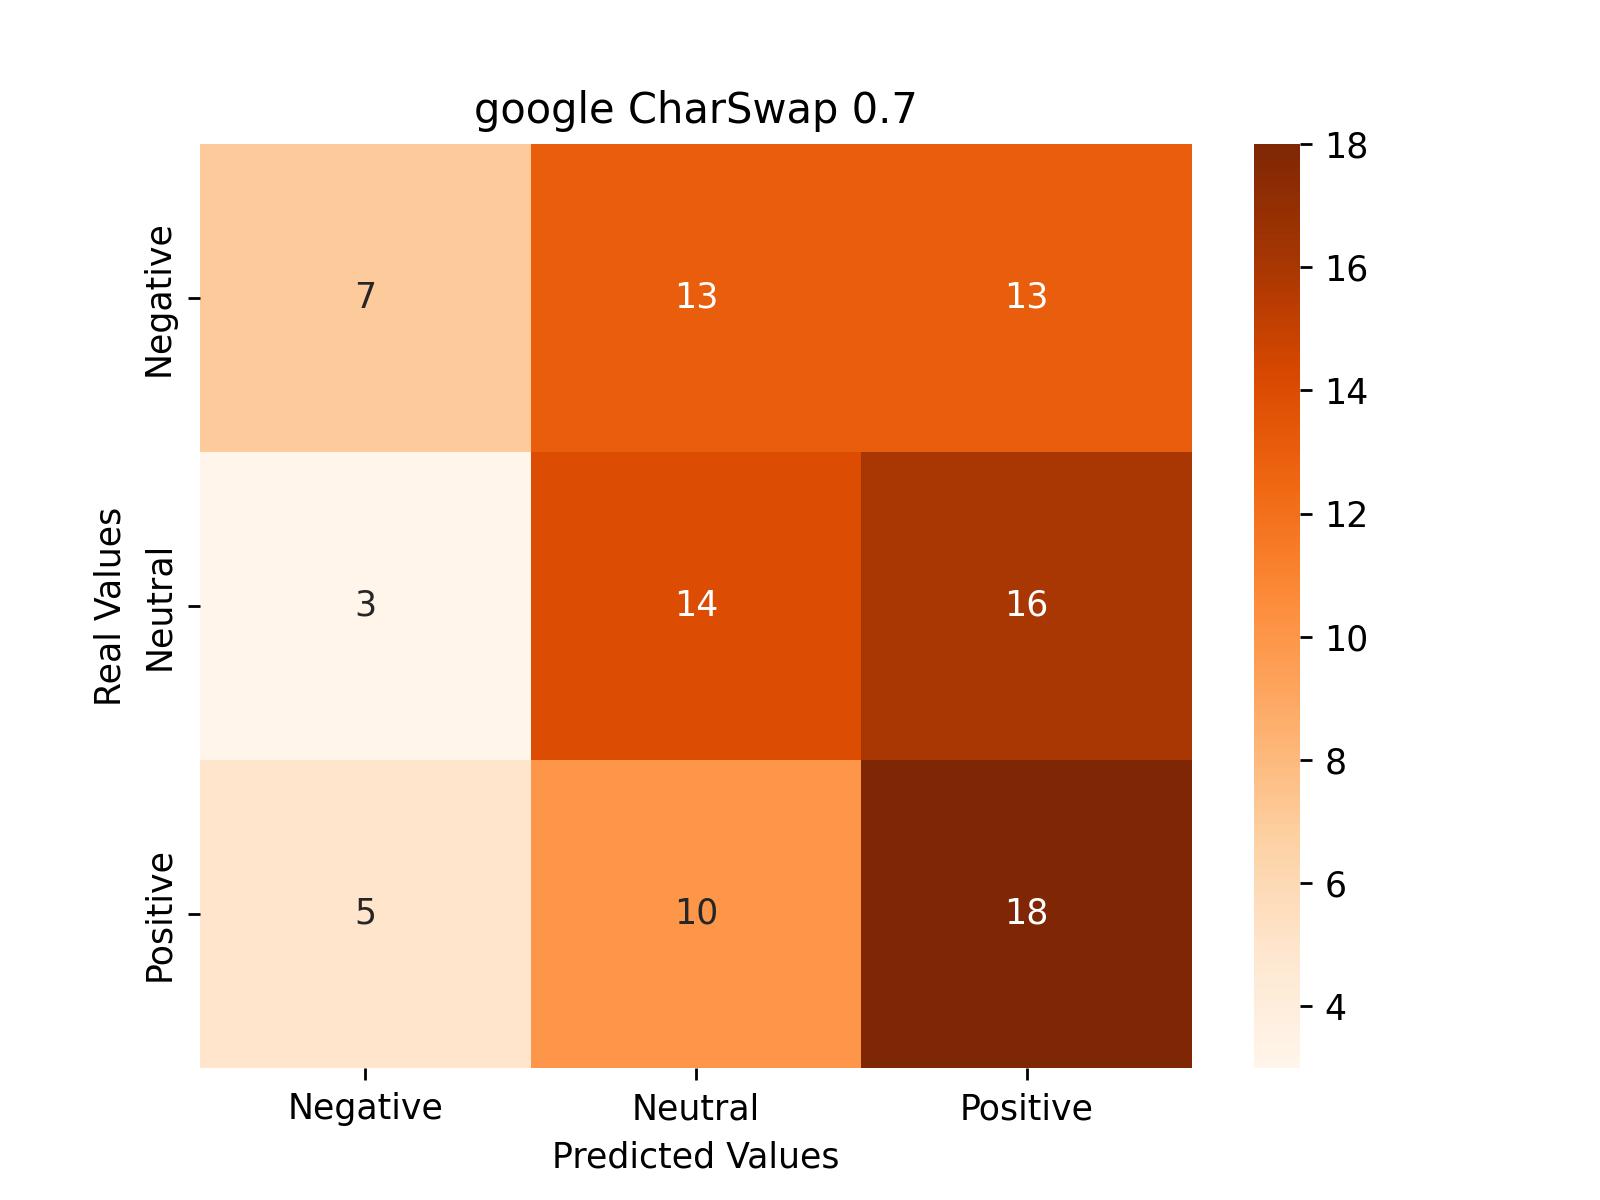 google CharSwap 0.7
Real Values
Negative
7 13 13
Neutral
3 14 16
Positive
5 10 18
Negative Neutral Positive
Predicted Values
18
16
14
12
10
8
6
4